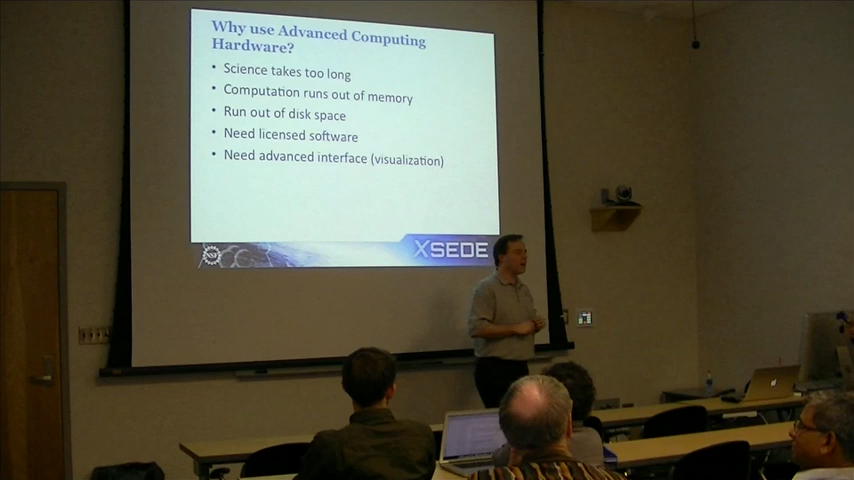 Why use Advanced Computing
Hardware?
• Science takes too long
• Computation runs out of memory
• Run out of disk space
• Need licensed software
• Need advanced interface (visualization)
NSF
XSEDE